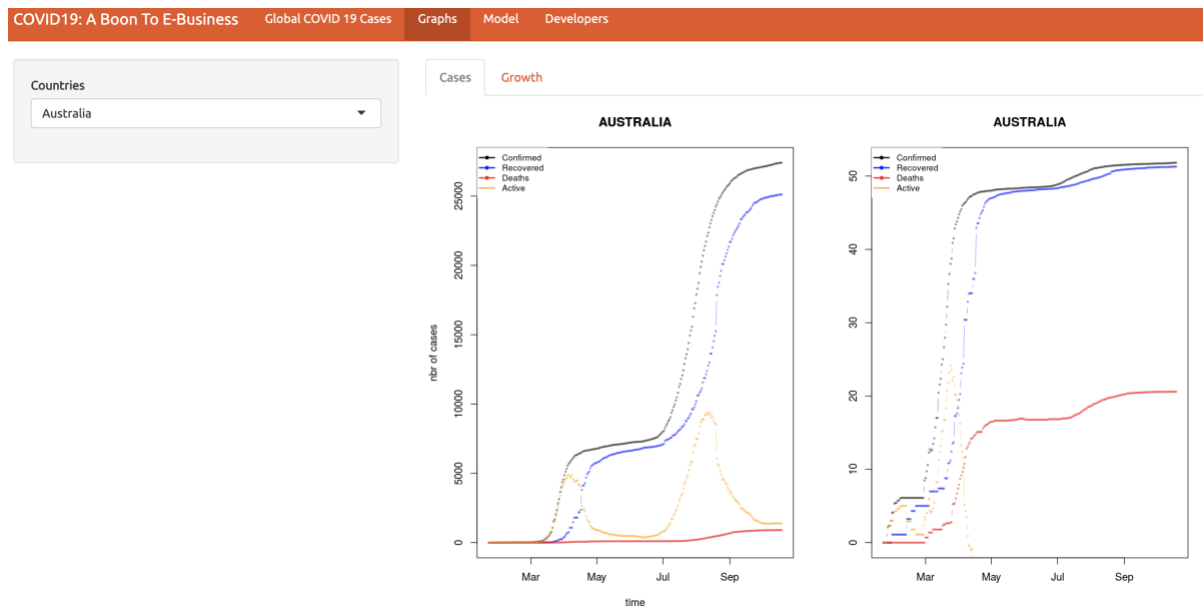 COVID19: A Boon To E-Business Global COVID 19 Cases Graphs Model Developers
Countries
Australia
Cases Growth
AUSTRALIA
Confirmed
Recovered
Deaths
Active
nbr of cases
25000
20000
15000
10000
5000
0
Mar May Jul Sep
time
AUSTRALIA
Confirmed
Recovered
Deaths
Active
50
40
30
20
10
0
Mar May Jul Sep